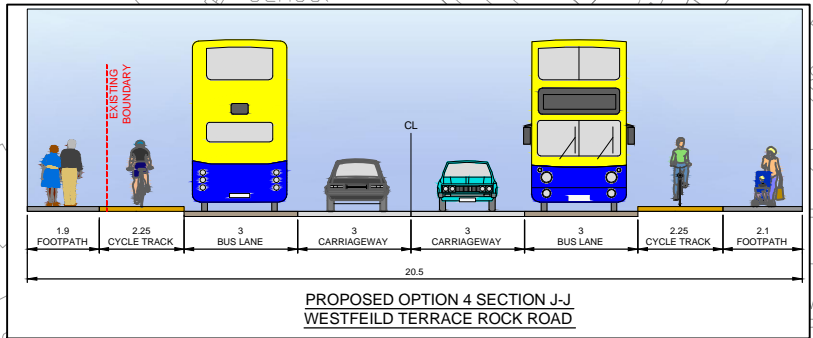 EXISTING
BOUNDARY
CL
1.9
FOOTPATH
2.25
CYCLE TRACK
3
BUS LANE
3
CARRIAGEWAY
3
CARRIAGEWAY
3
BUS LANE
2.25
CYCLE TRACK
2.1
FOOTPATH
20.5
PROPOSED OPTION 4 SECTION J-J
WESTFEILD TERRACE ROCK ROAD